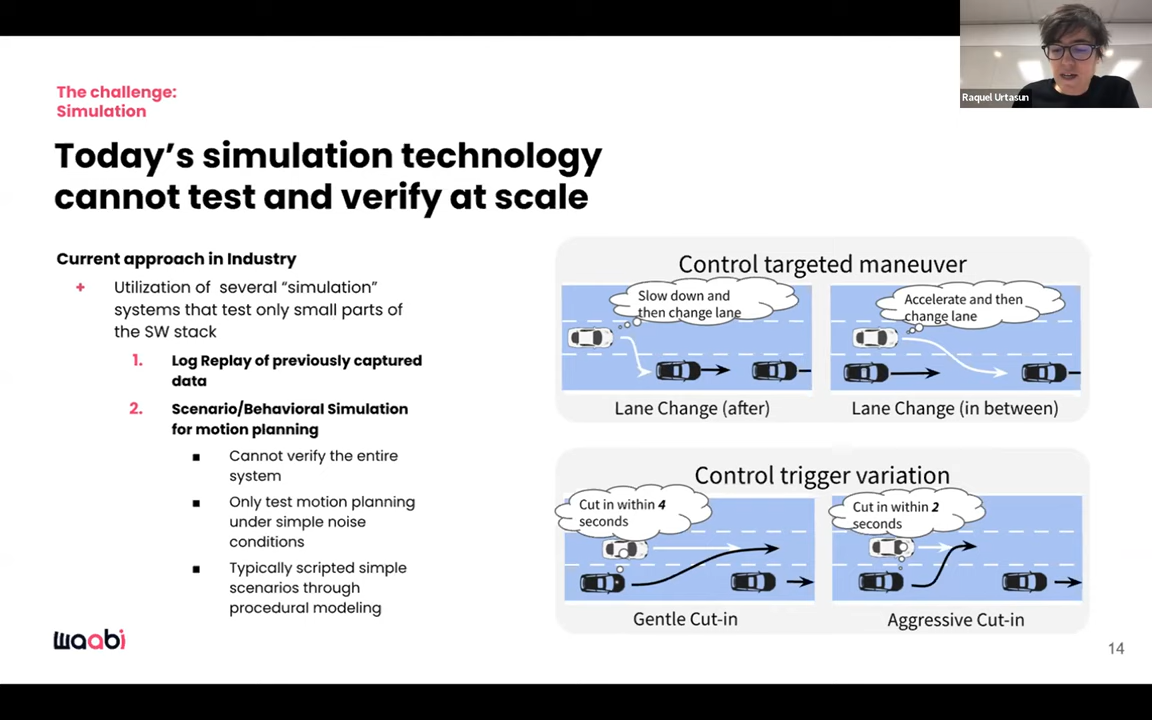 Raquel Urtasun
The challenge:
Simulation
Today’s simulation technology
cannot test and verify at scale
Current approach in Industry
+ Utilization of several “simulation”
systems that test only small parts of
the SW stack
1. Log Replay of previously captured
data
2. Scenario/Behavioral Simulation
for motion planning
■ Cannot verify the entire
system
■ Only test motion planning
under simple noise
conditions
■ Typically scripted simple
scenarios through
procedural modeling
Control targeted maneuver
Slow down and
then change lane
Lane Change (after)
Accelerate and then
change lane
Lane Change (in between)
Control trigger variation
Cut in within 4
seconds
Gentle Cut-in
Cut in within 2
seconds
Aggressive Cut-in
waabi
14